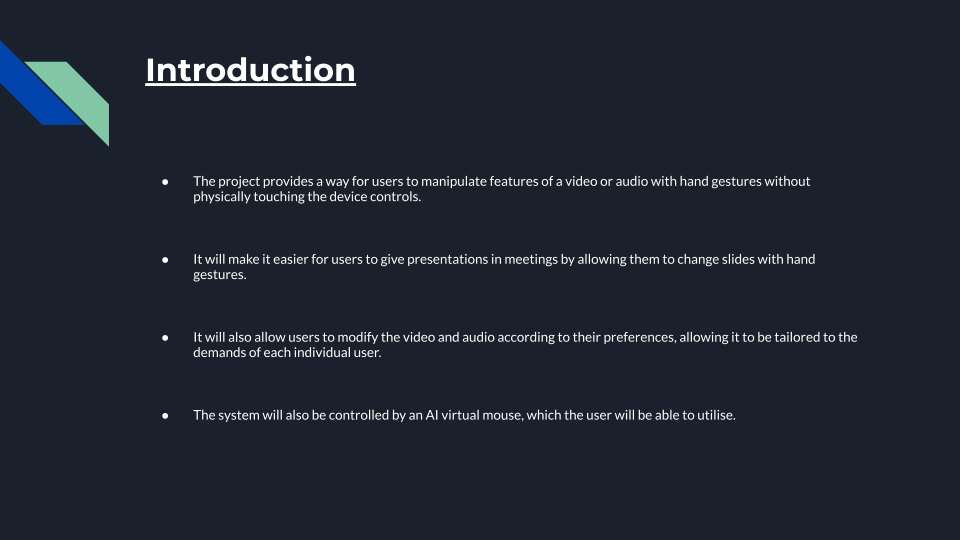 Introduction
● The project provides a way for users to manipulate features of a video or audio with hand gestures without
physically touching the device controls.
● It will make it easier for users to give presentations in meetings by allowing them to change slides with hand
gestures.
● It will also allow users to modify the video and audio according to their preferences, allowing it to be tailored to the
demands of each individual user.
● The system will also be controlled by an AI virtual mouse, which the user will be able to utilise.